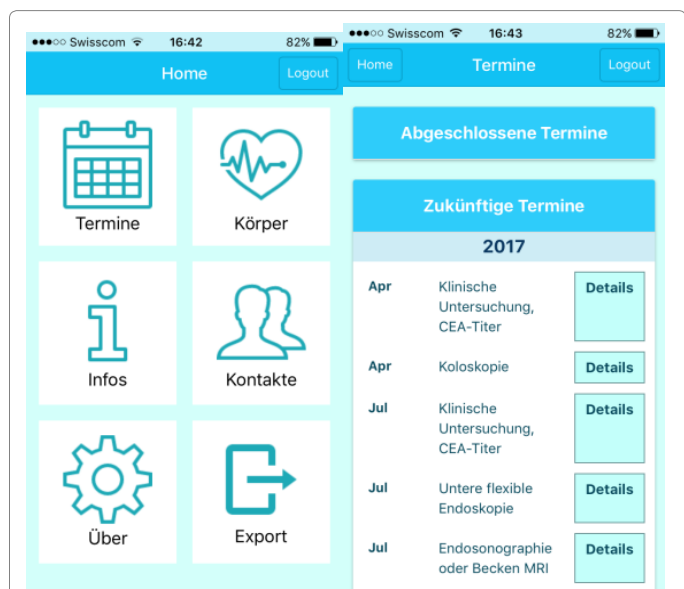 ●●●○○ Swisscom 16:42 82%
Home Logout
Termine Körper
Infos Kontakte
Über Export
●●●○○ Swisscom 16:43 82%
Home Termine Logout
Abgeschlossene Termine
Zukünftige Termine
2017
Apr Klinische Details
Untersuchung,
CEA-Titer
Apr Koloskopie Details
Jul Klinische Details
Untersuchung,
CEA-Titer
Jul Untere flexible Details
Endoskopie
Jul Endosonographie Details
oder Becken MRI